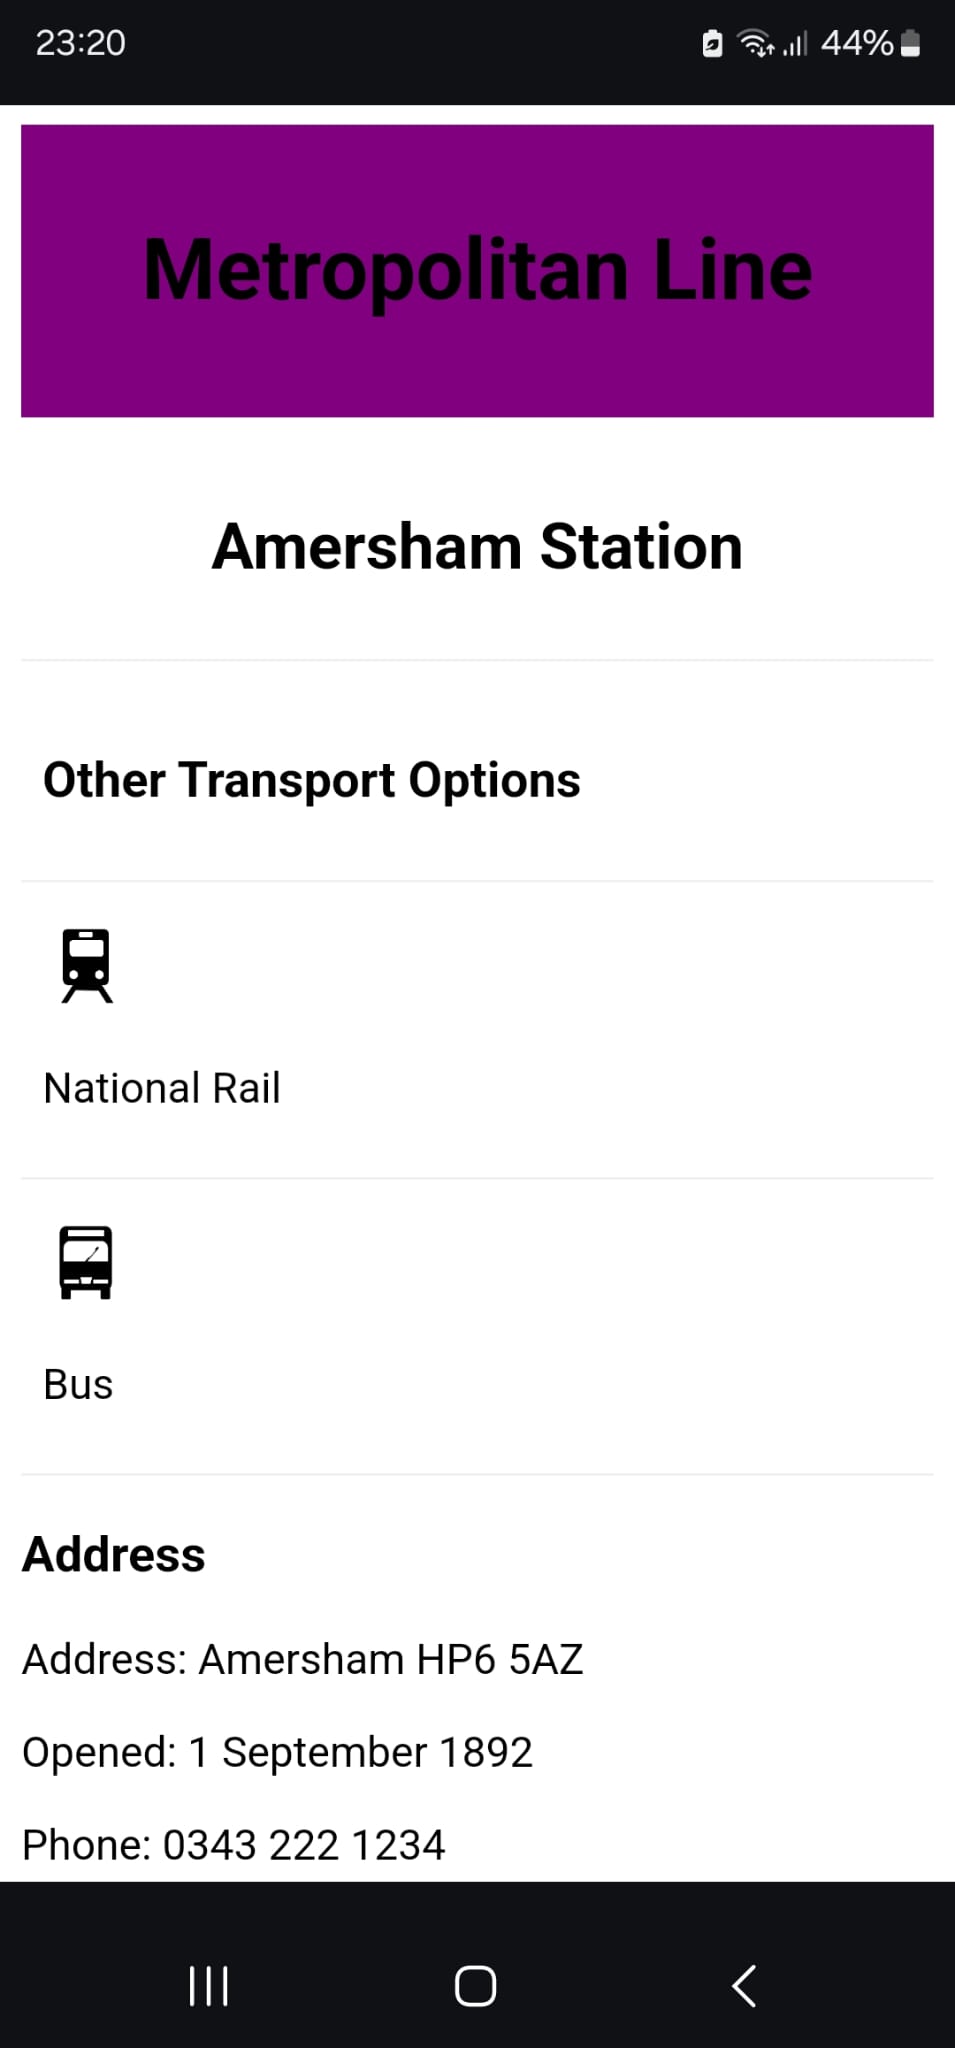 23:20
44%
Metropolitan Line
Amersham Station
Other Transport Options
National Rail
Bus
Address
Address: Amersham HP6 5AZ
Opened: 1 September 1892
Phone: 0343 222 1234